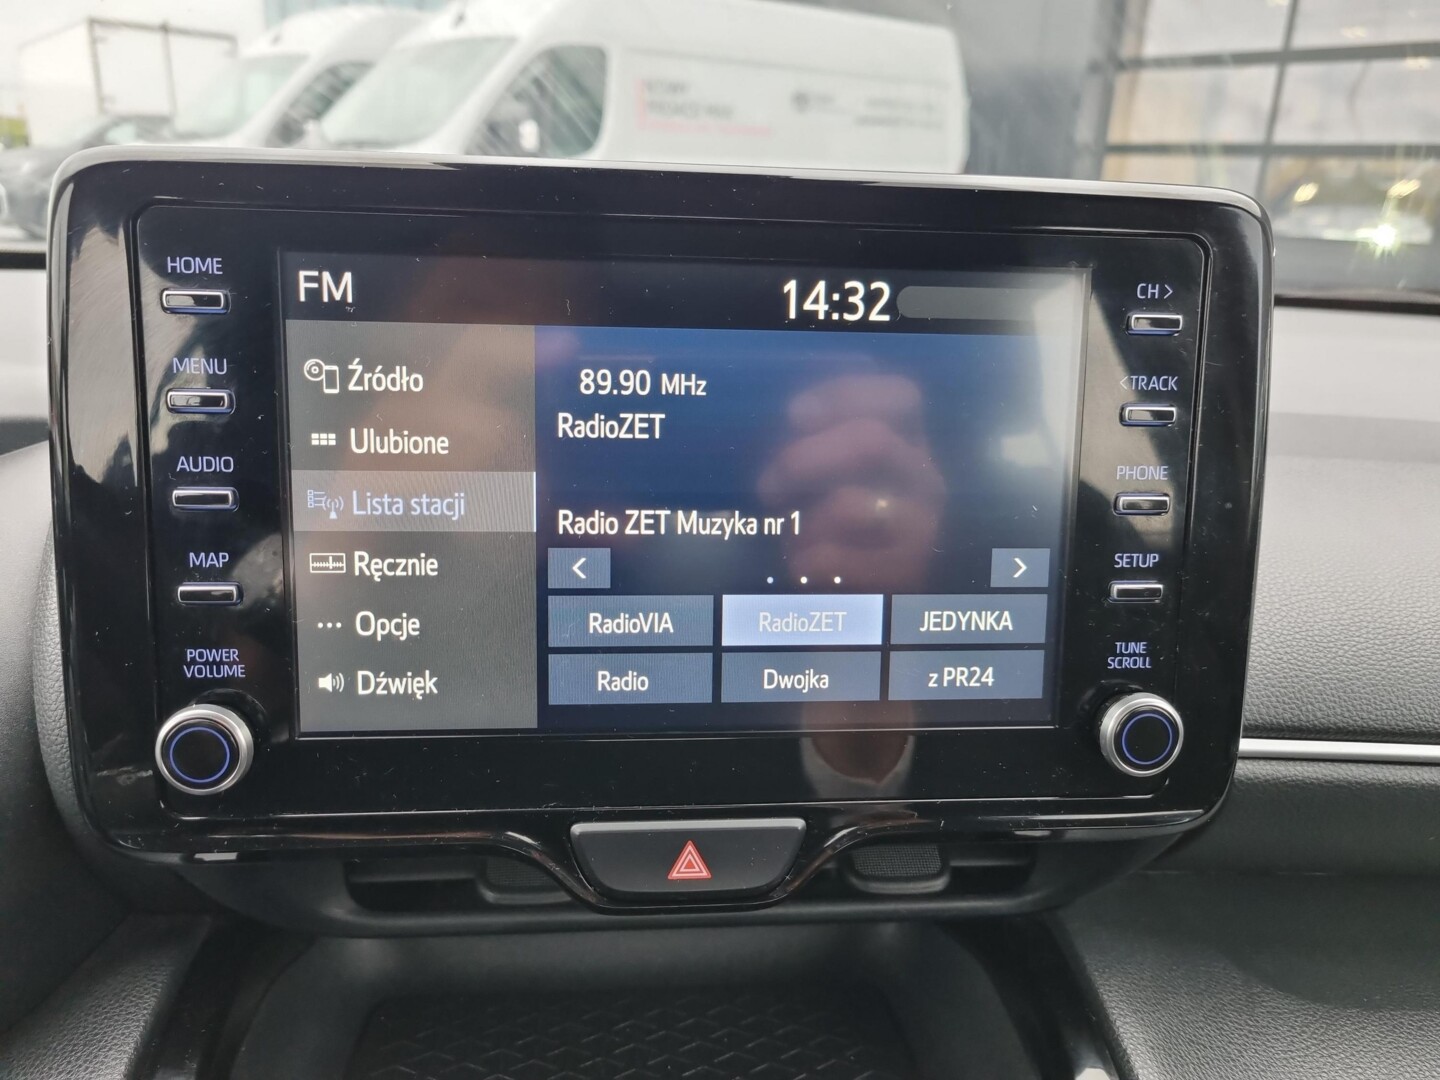 HOME
MENU
AUDIO
MAP
POWER
VOLUME
FM
14:32
Źródło
Ulubione
Lista stacji
Ręcznie
Opcje
Dźwięk
89.90 MHz
RadioZET
Radio ZET Muzyka nr 1
< >
RadioVIA RadioZET JEDYNKA
Radio Dwojka z PR24
CH >
<TRACK
PHONE
SETUP
TUNE
SCROLL